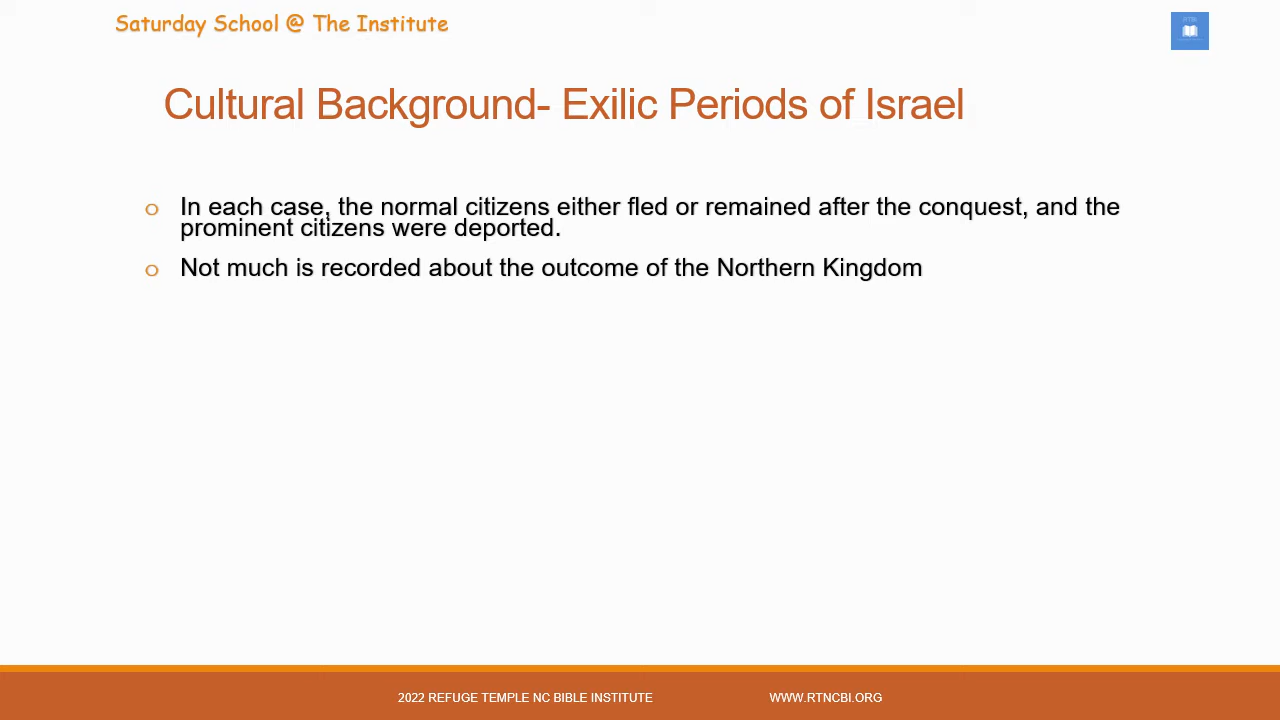 Saturday School @ The Institute
Cultural Background- Exilic Periods of Israel
o In each case, the normal citizens either fled or remained after the conquest, and the
prominent citizens were deported.
o Not much is recorded about the outcome of the Northern Kingdom
2022 REFUGE TEMPLE NC BIBLE INSTITUTE WWW.RTNCBI.ORG